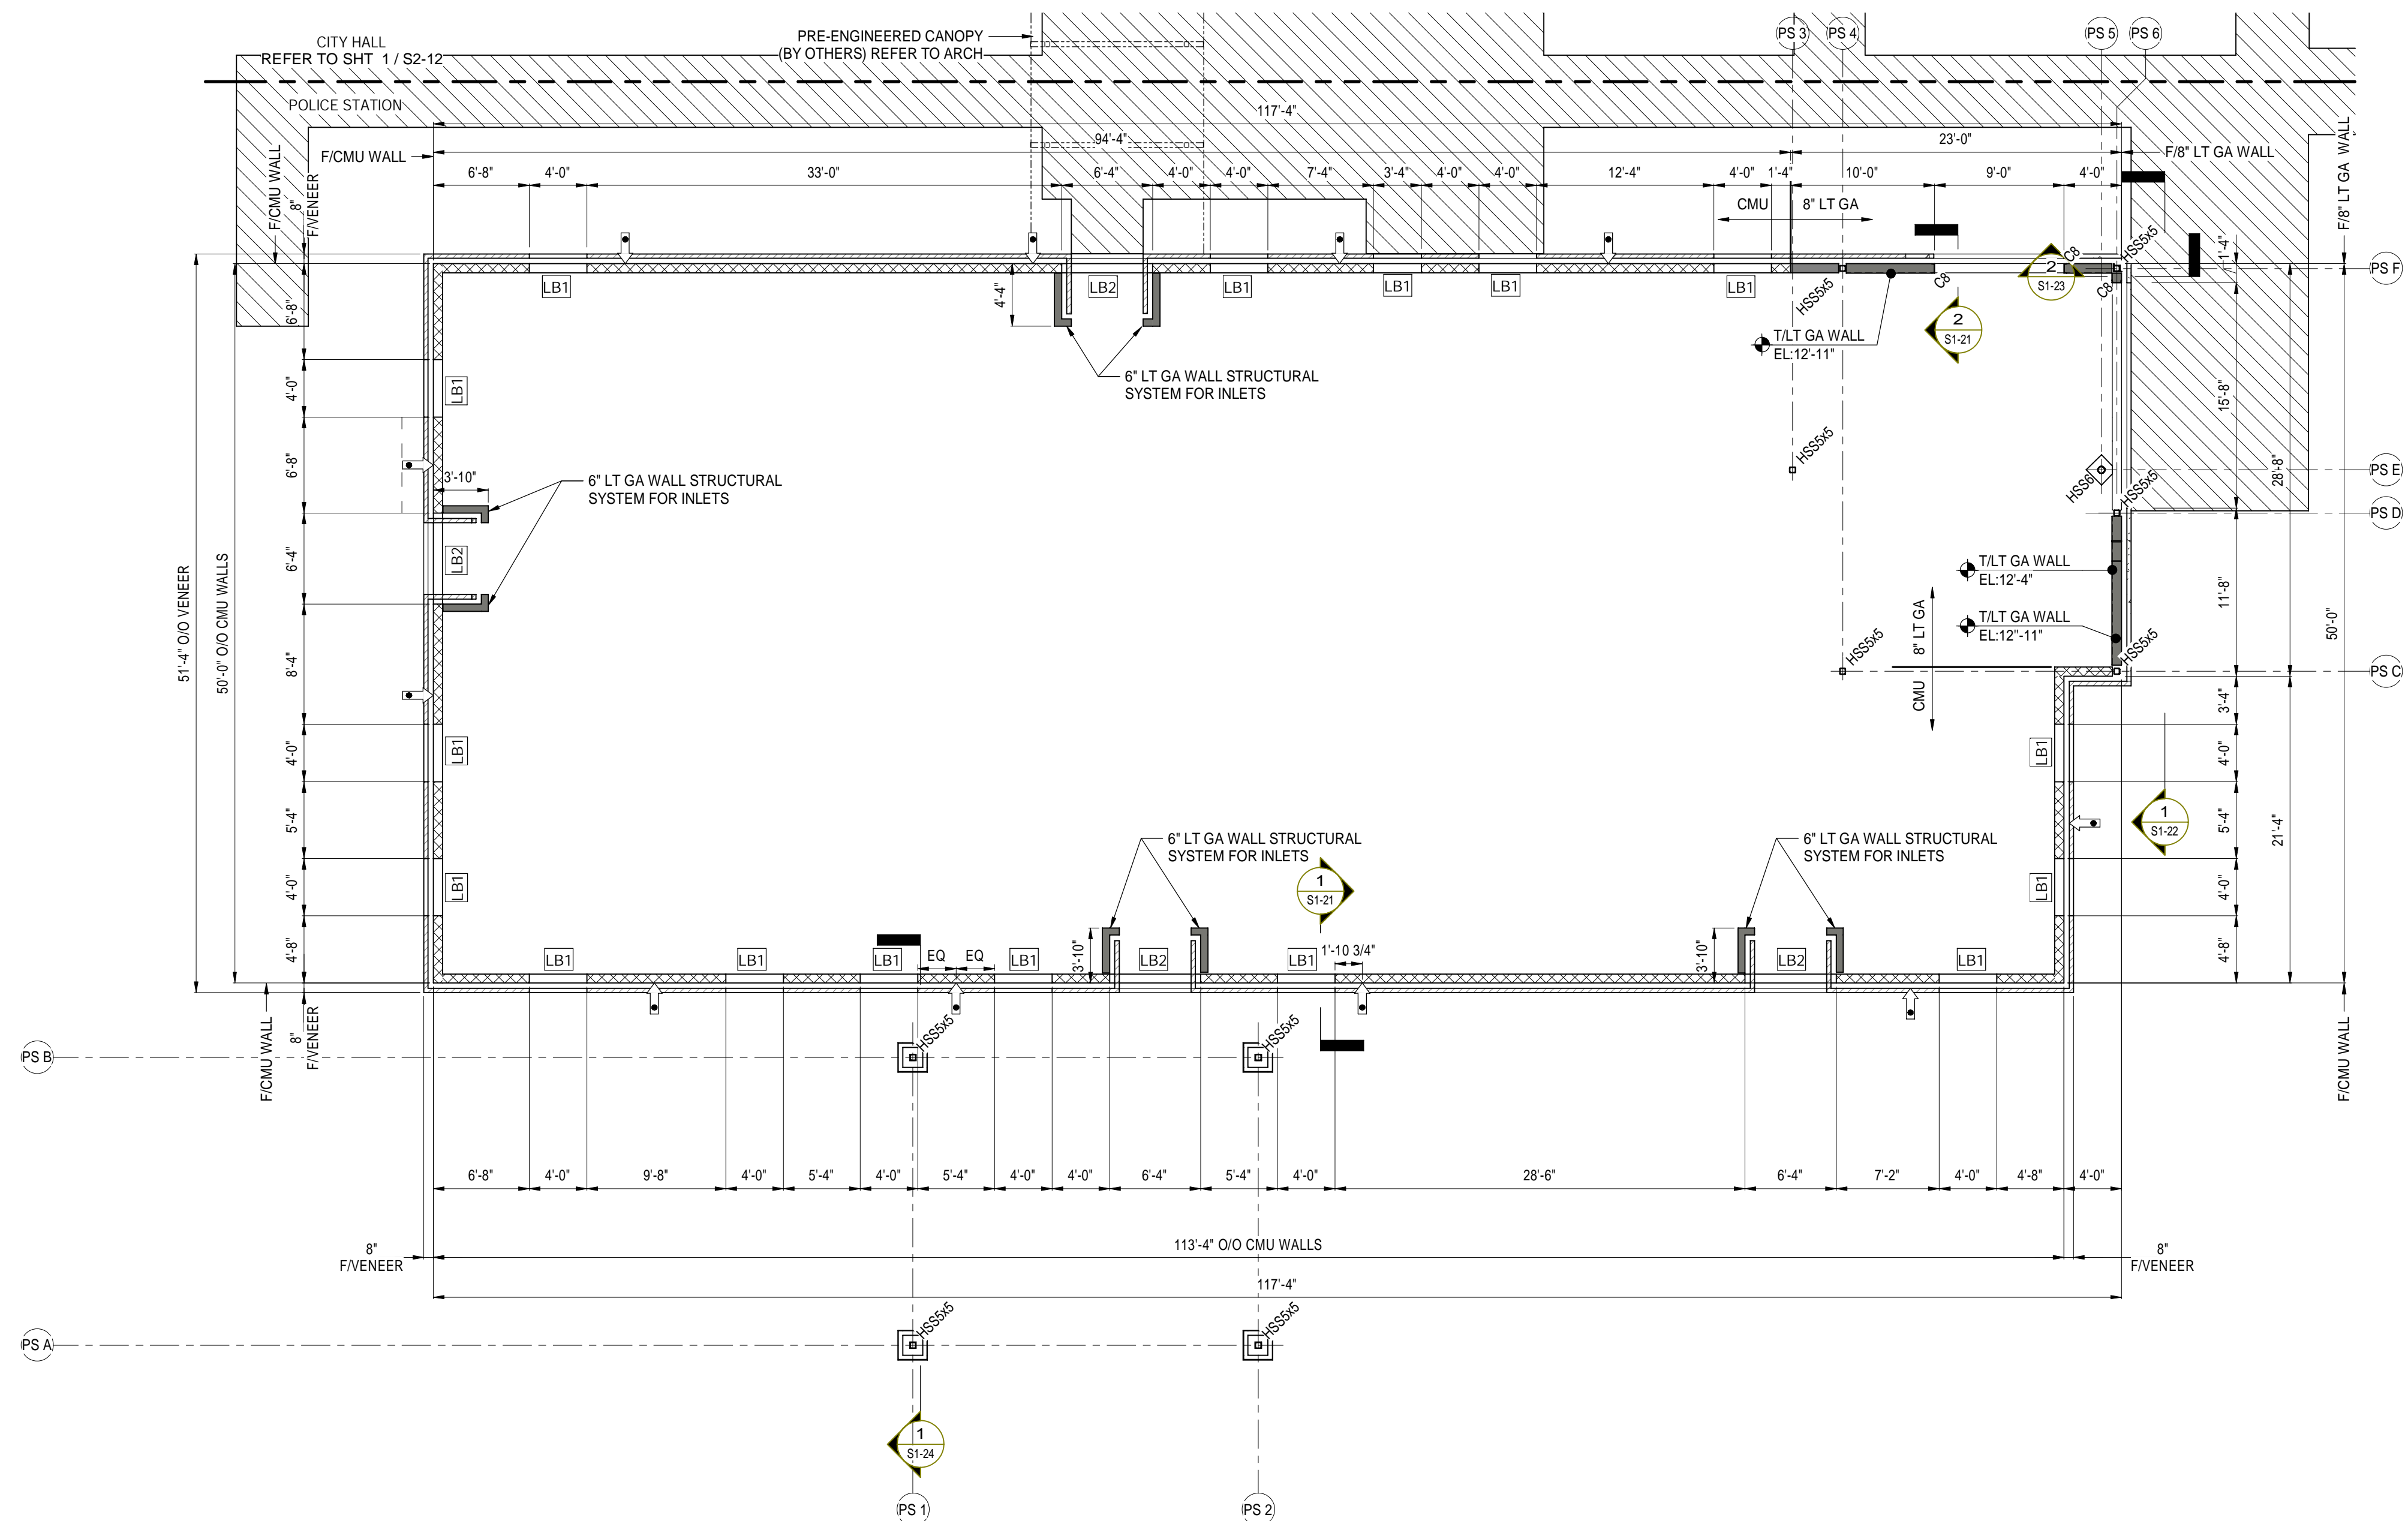 CITY HALL
REFER TO SHT 1 / S2-12
POLICE STATION
PRE-ENGINEERED CANOPY
(BY OTHERS) REFER TO ARCH
PS 3
PS 4
PS 5
PS 6
117'-4"
94'-4"
23'-0"
F/CMU WALL
F/8" LT GA WALL
6'-8"
4'-0"
33'-0"
6'-4"
4'-0"
4'-0"
7'-4"
3'-4"
4'-0"
4'-0"
12'-4"
4'-0"
1'-4"
10'-0"
9'-0"
4'-0"
CMU
8" LT GA
F/CMU WALL
8"
F/VENEER
F/8" LT GA WALL
LB1
LB2
LB1
LB1
LB1
LB1
HSS5x5
C8
C8
C8
HSS5x5
2
S1-23
1'-4"
PS F
4'-4"
T/LT GA WALL
EL:12'-11"
2
S1-21
6" LT GA WALL STRUCTURAL
SYSTEM FOR INLETS
6'-8"
4'-0"
6'-8"
6'-4"
8'-4"
4'-0"
5'-4"
4'-0"
4'-8"
LB1
LB2
LB1
LB1
3'-10"
6" LT GA WALL STRUCTURAL
SYSTEM FOR INLETS
51'-4" O/O VENEER
50'-0" O/O CMU WALLS
HSS5x5
HSS6
HSS5x5
15'-8"
28'-8"
PS E
PS D
T/LT GA WALL
EL:12'-4"
T/LT GA WALL
EL:12"-11"
11'-8"
50'-0"
8" LT GA
CMU
HSS5x5
HSS5x5
PS C
3'-4"
4'-0"
5'-4"
4'-0"
4'-8"
21'-4"
LB1
LB1
1
S1-22
6" LT GA WALL STRUCTURAL
SYSTEM FOR INLETS
6" LT GA WALL STRUCTURAL
SYSTEM FOR INLETS
1
S1-21
LB1
LB1
LB1
EQ
EQ
LB1
3'-10"
LB2
LB1
1'-10 3/4"
3'-10"
LB2
LB1
F/CMU WALL
8"
F/VENEER
F/CMU WALL
PS B
HSS5x5
HSS5x5
6'-8"
4'-0"
9'-8"
4'-0"
5'-4"
4'-0"
5'-4"
4'-0"
4'-0"
6'-4"
5'-4"
4'-0"
28'-6"
6'-4"
7'-2"
4'-0"
4'-8"
4'-0"
8"
F/VENEER
113'-4" O/O CMU WALLS
8"
F/VENEER
117'-4"
PS A
HSS5x5
HSS5x5
1
S1-24
PS 1
PS 2